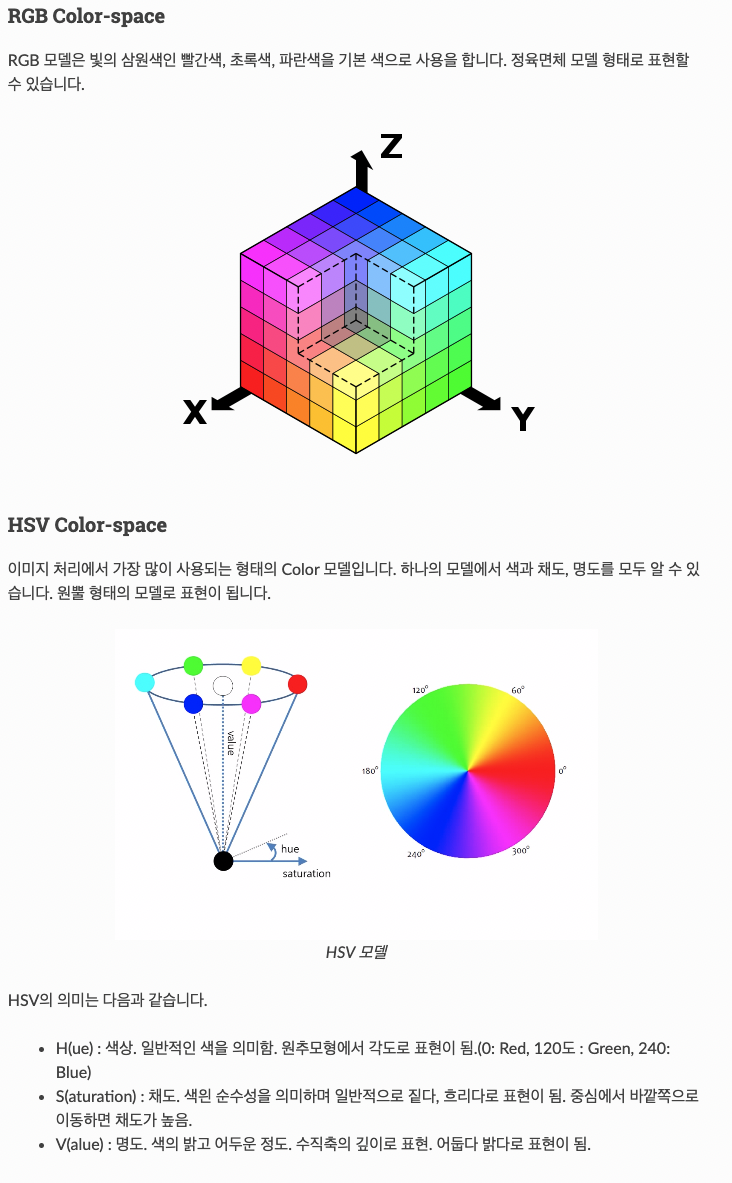 RGB Color-space
RGB 모델은 빛의 삼원색인 빨간색, 초록색, 파란색을 기본 색으로 사용을 합니다. 정육면체 모델 형태로 표현할
수 있습니다.
Z
X
Y
HSV Color-space
이미지 처리에서 가장 많이 사용되는 형태의 Color 모델입니다. 하나의 모델에서 색과 채도, 명도를 모두 알 수 있
습니다. 원뿔 형태의 모델로 표현이 됩니다.
value
hue
saturation
120°
60°
180°
0°
240°
300°
HSV 모델
HSV의 의미는 다음과 같습니다.
• H(ue) : 색상. 일반적인 색을 의미함. 원추모형에서 각도로 표현이 됨.(0: Red, 120도 : Green, 240:
Blue)
• S(aturation) : 채도. 색읜 순수성을 의미하며 일반적으로 짙다, 흐리다로 표현이 됨. 중심에서 바깥쪽으로
이동하면 채도가 높음.
• V(alue) : 명도. 색의 밝고 어두운 정도. 수직축의 깊이로 표현. 어둡다 밝다로 표현이 됨.